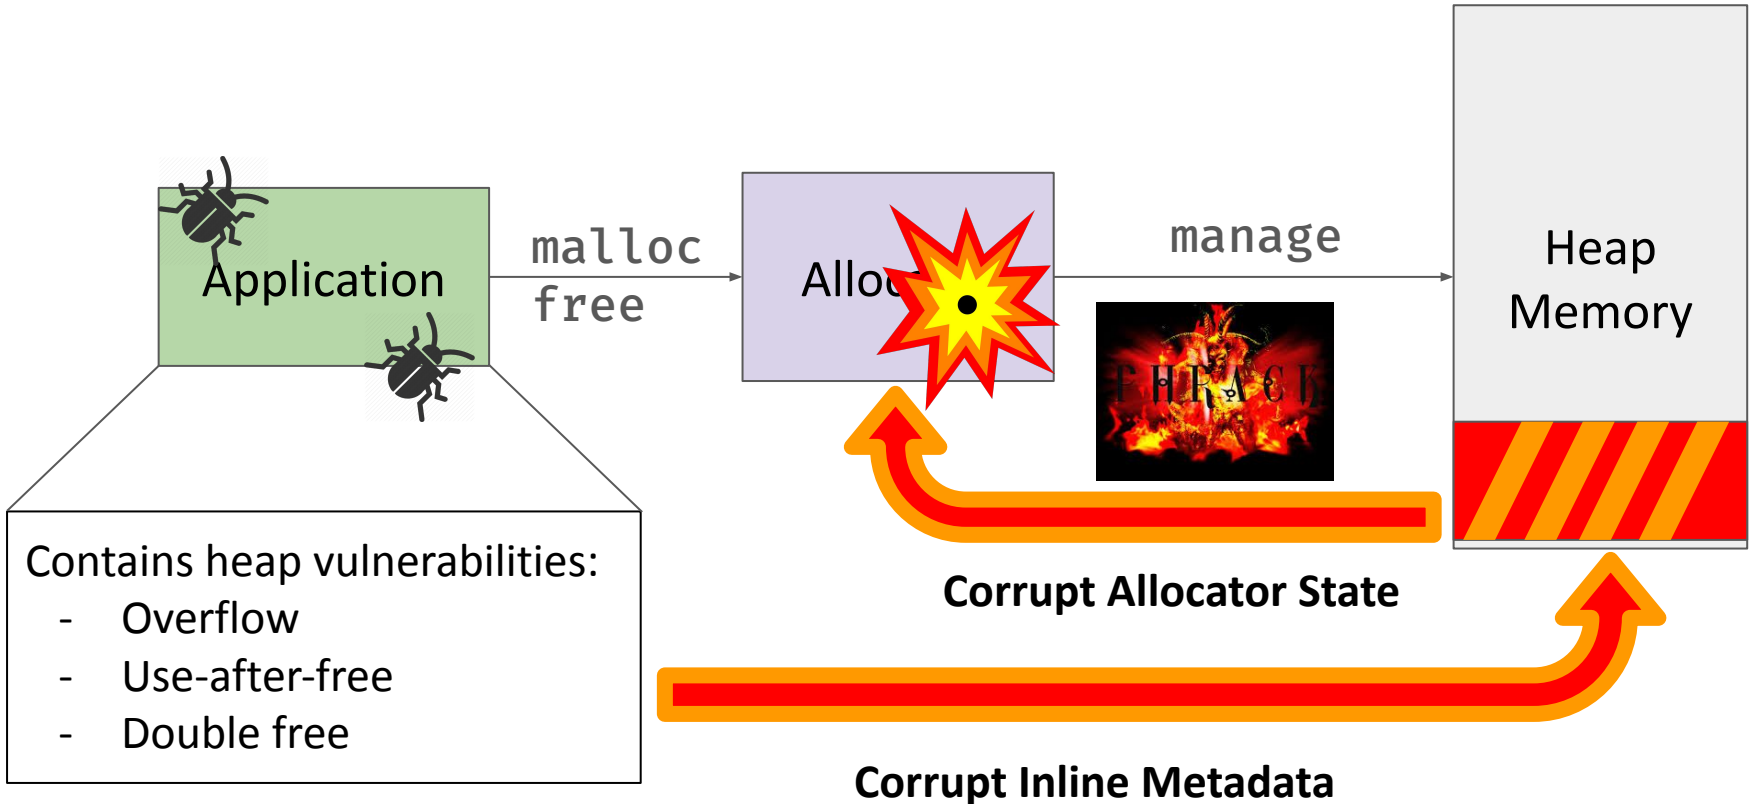 Application
malloc
free
Alloc
manage
Heap
Memory
PHRACK
Contains heap vulnerabilities:
- Overflow
- Use-after-free
- Double free
Corrupt Allocator State
Corrupt Inline Metadata